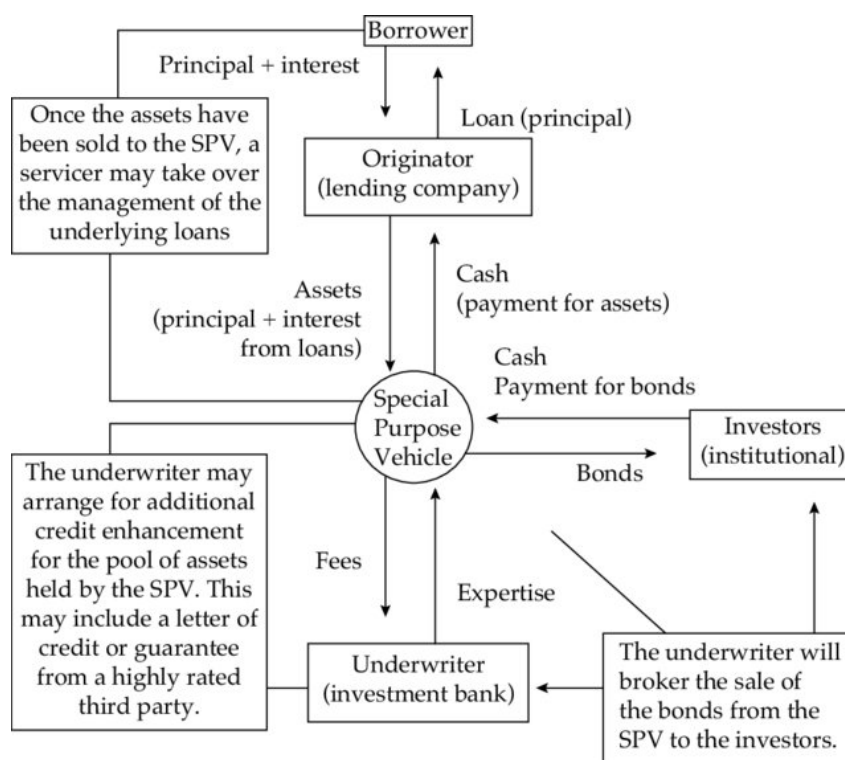 Borrower
Principal + interest
Once the assets have
been sold to the SPV, a
servicer may take over
the management of the
underlying loans
Loan (principal)
Originator
(lending company)
Assets
(principal + interest
from loans)
Cash
(payment for assets)
Cash
Payment for bonds
Special
Purpose
Vehicle
Investors
(institutional)
Bonds
The underwriter may
arrange for additional
credit enhancement
for the pool of assets
held by the SPV. This
may include a letter of
credit or guarantee
from a highly rated
third party.
Fees
Expertise
Underwriter
(investment bank)
The underwriter will
broker the sale of
the bonds from the
SPV to the investors.